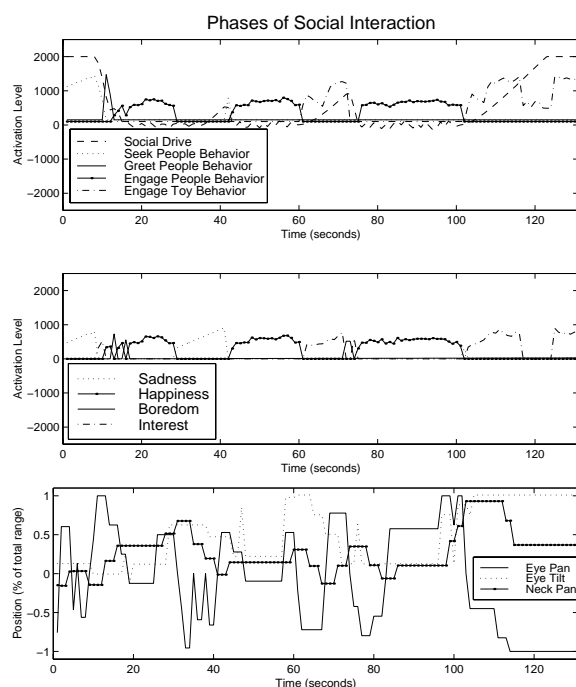 Phases of Social Interaction
2000
1000
0
−1000
−2000
Activation Level
Social Drive
Seek People Behavior
Greet People Behavior
Engage People Behavior
Engage Toy Behavior
0 20 40 60 80 100 120
Time (seconds)
2000
1000
0
−1000
−2000
Activation Level
Sadness
Happiness
Boredom
Interest
0 20 40 60 80 100 120
Time (seconds)
1
0.5
0
−0.5
−1
Position (% of total range)
Eye Pan
Eye Tilt
Neck Pan
0 20 40 60 80 100 120
Time (seconds)